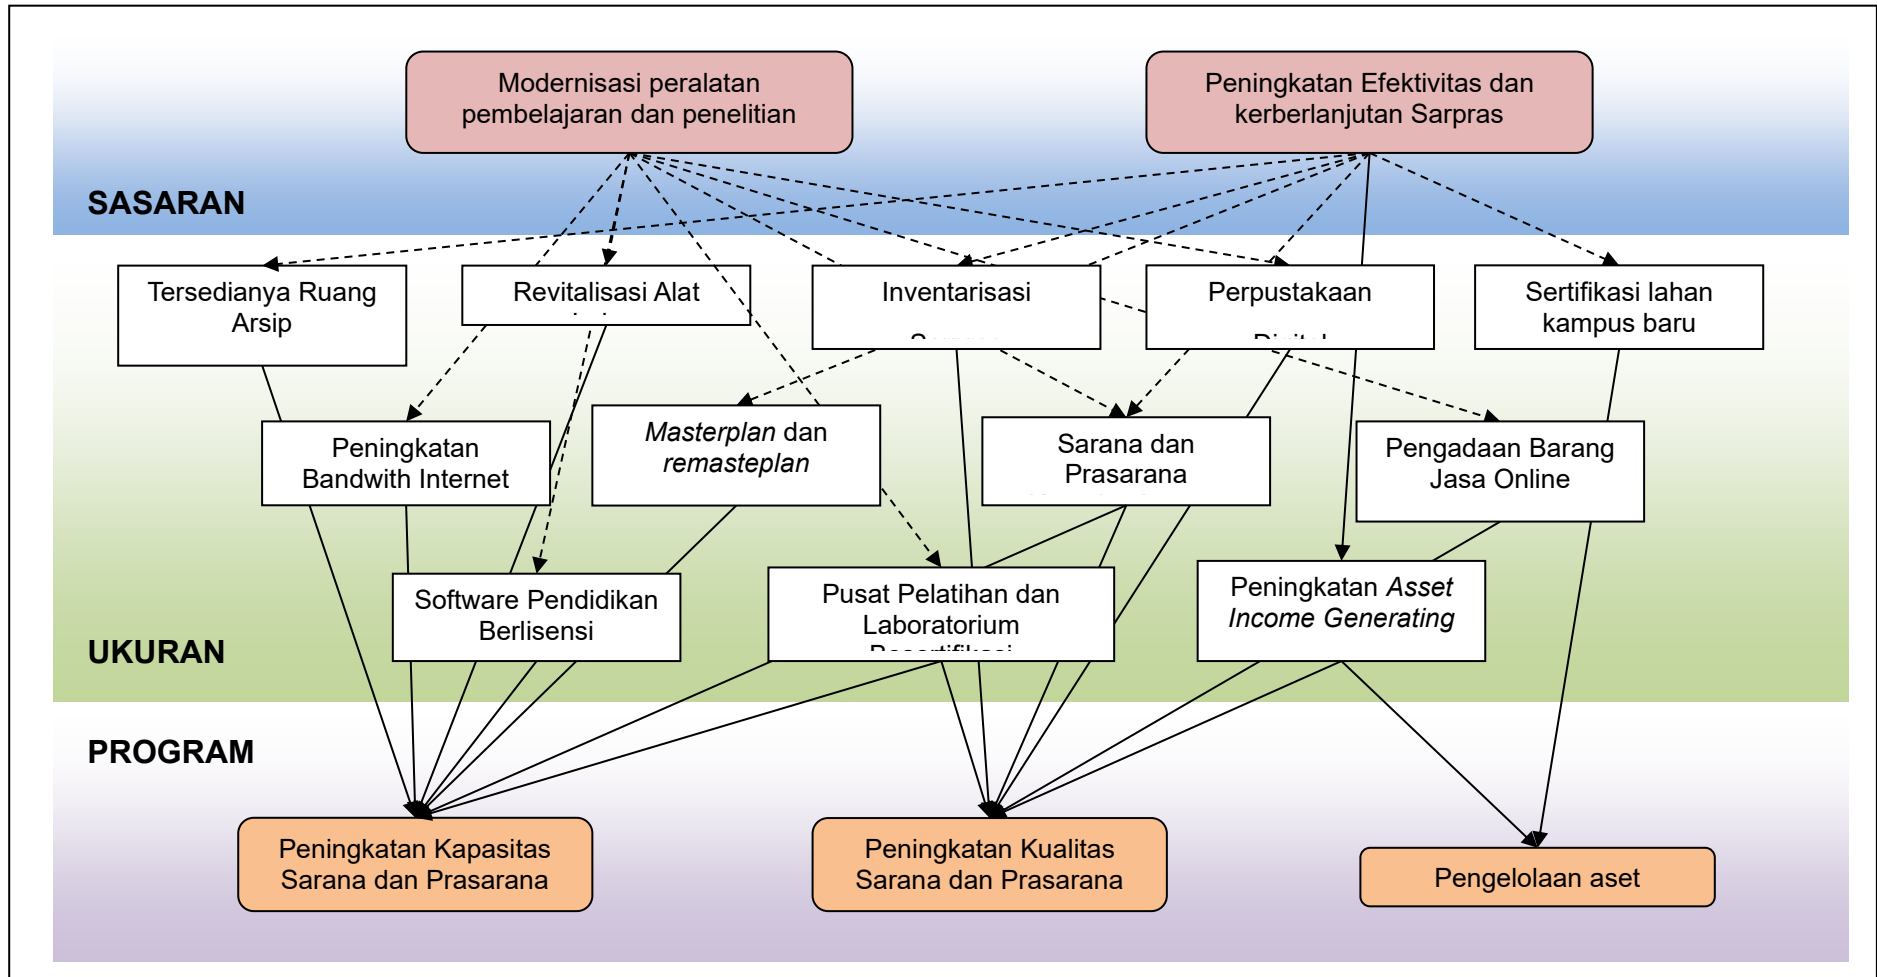 Modernisasi peralatan
pembelajaran dan penelitian
Peningkatan Efektivitas dan
kerberlanjutan Sarpras
SASARAN
Tersedianya Ruang
Arsip
Revitalisasi Alat
Inventarisasi
Perpustakaan
Digital
Sertifikasi lahan
kampus baru
Peningkatan
Bandwith Internet
Masterplan dan
remasteplan
Sarana dan
Prasarana
Pengadaan Barang
Jasa Online
Software Pendidikan
Berlisensi
Pusat Pelatihan dan
Laboratorium
Peningkatan Asset
Income Generating
UKURAN
PROGRAM
Peningkatan Kapasitas
Sarana dan Prasarana
Peningkatan Kualitas
Sarana dan Prasarana
Pengelolaan aset